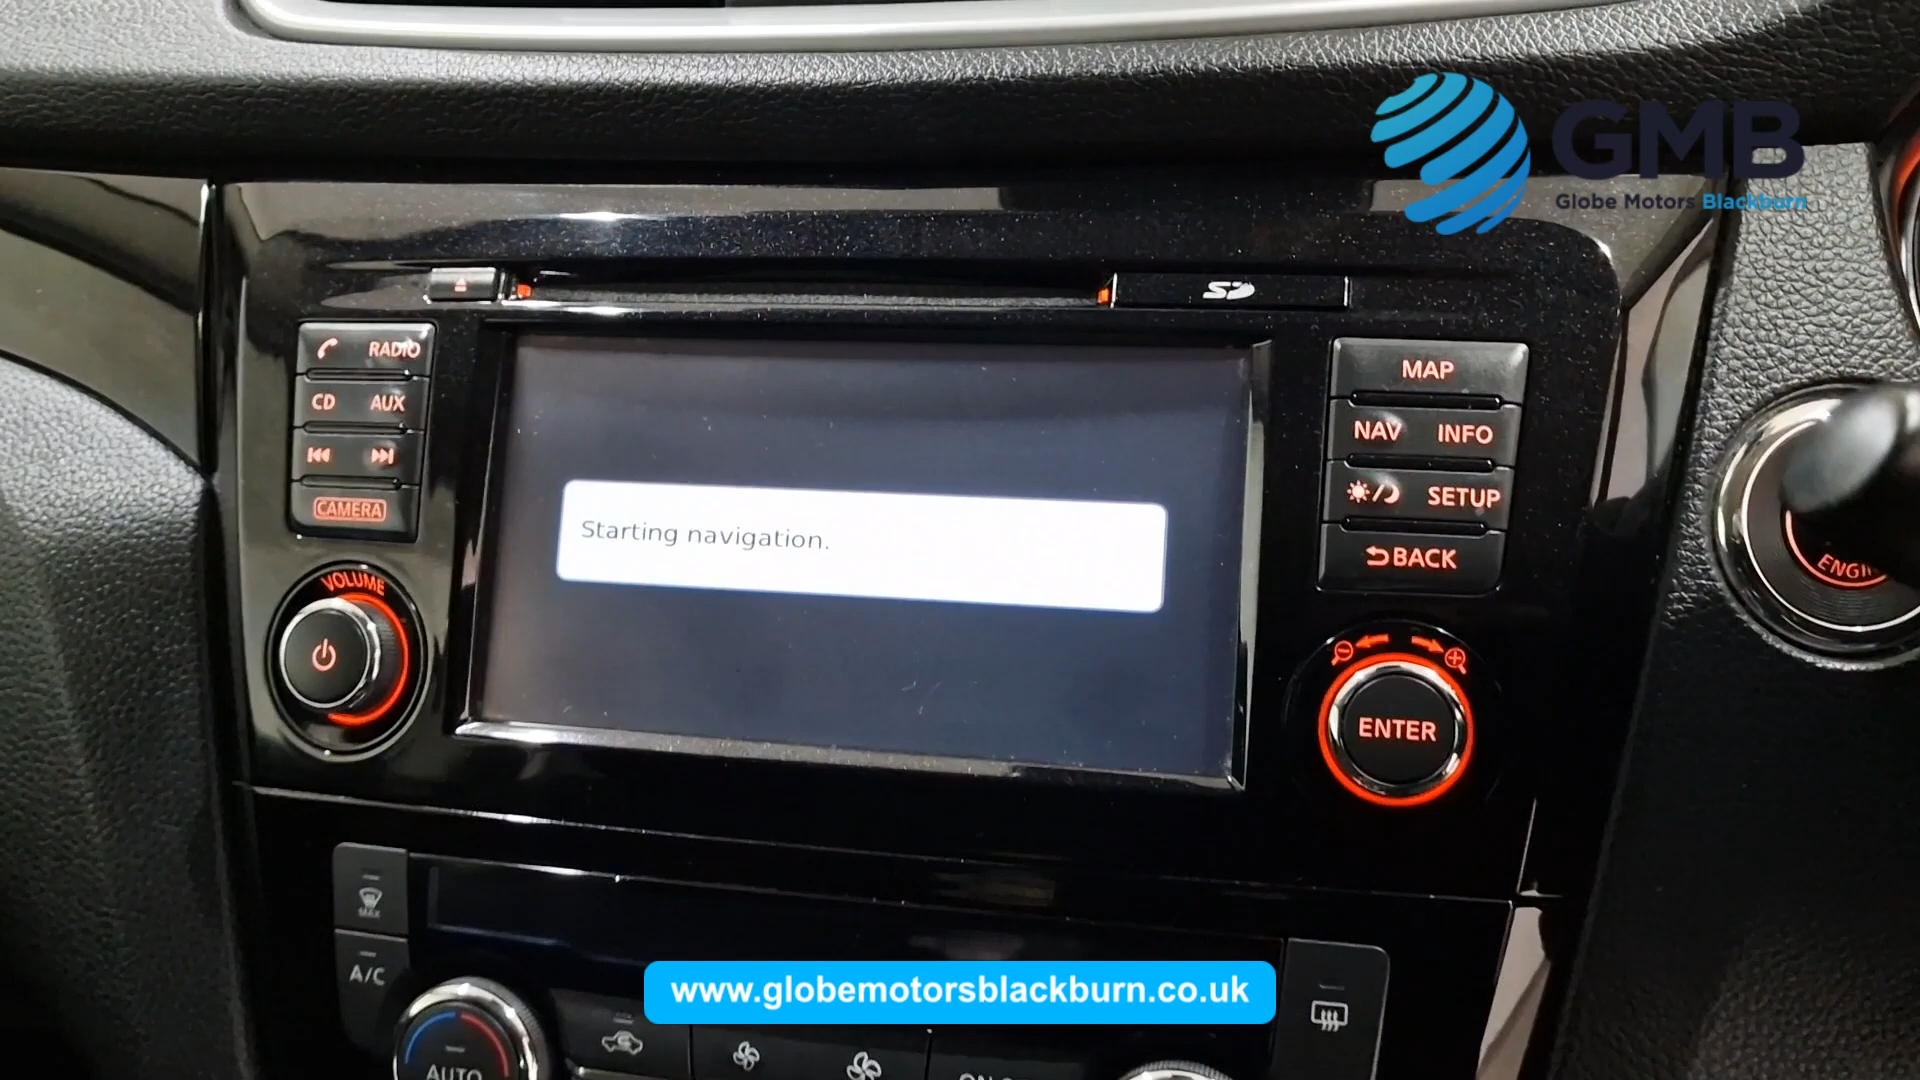 GMB
Globe Motors Blackburn
RADIO
CD AUX
CAMERA
VOLUME
Starting navigation.
MAP
NAV INFO
SETUP
BACK
ENTER
MAX
A/C
AUTO
www.globemotorsblackburn.co.uk